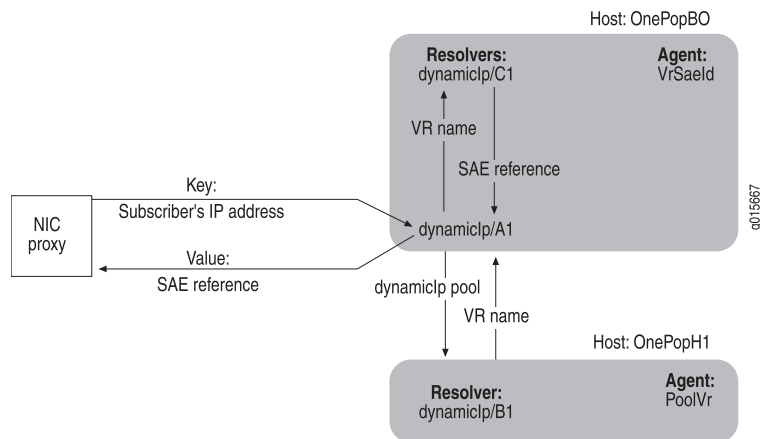 Host: OnePopBO
Resolvers:
dynamicIp/C1
Agent:
VrSaeId
VR name
SAE reference
Key:
Subscriber's IP address
NIC
proxy
dynamicIp/A1
Value:
SAE reference
dynamicIp pool
VR name
g015667
Host: OnePopH1
Resolver:
dynamicIp/B1
Agent:
PoolVr